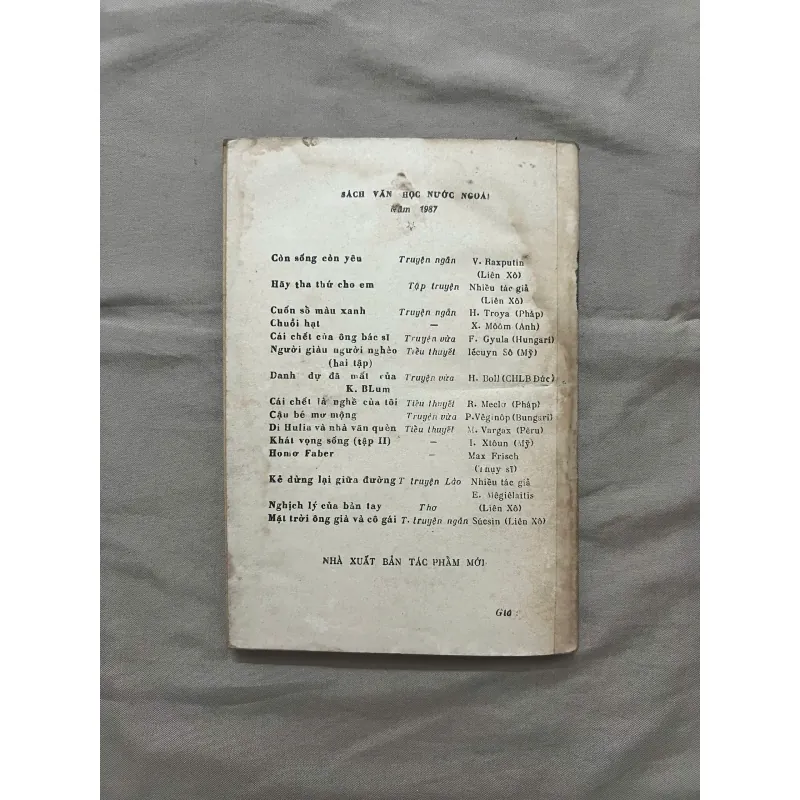 SÁCH VĂN HỌC NƯỚC NGOÀI
Năm 1987
Còn sống còn yêu Truyện ngắn V. Raxputin
(Liên Xô)
Hãy tha thứ cho em Tập truyện Nhiều tác giả
(Liên Xô)
Cuốn sổ màu xanh Truyện ngắn H. Troya (Pháp)
Chuỗi hạt — X. Môôm (Anh)
Cái chết của ông bác sĩ Truyện vừa F. Gyula (Hungari)
Người giàu người nghèo Tiểu thuyết Iécuyn Sô (Mỹ)
(hai tập)
Danh dự đã mất của Truyện vừa H. Boll (CHLB Đức)
K. BLum
Cái chết là nghề của tôi Tiểu thuyết R. Meclơ (Pháp)
Cậu bé mơ mộng Truyện vừa P. Vêginôp (Bungari)
Dì Hulia và nhà văn quèn Tiểu thuyết M. Vargax (Pêru)
Khát vọng sống (tập II) — I. Xtôun (Mỹ)
Homơ Faber — Max Frisch
(Thụy sĩ)
Kẻ dừng lại giữa đường T truyện Lào Nhiều tác giả
E. Mêgiêlaitis
Nghịch lý của bàn tay Thơ (Liên Xô)
Mặt trời ông già và cô gái T. truyện ngắn Súcsin (Liên Xô)
NHÀ XUẤT BẢN TÁC PHẨM MỚI
Giá :